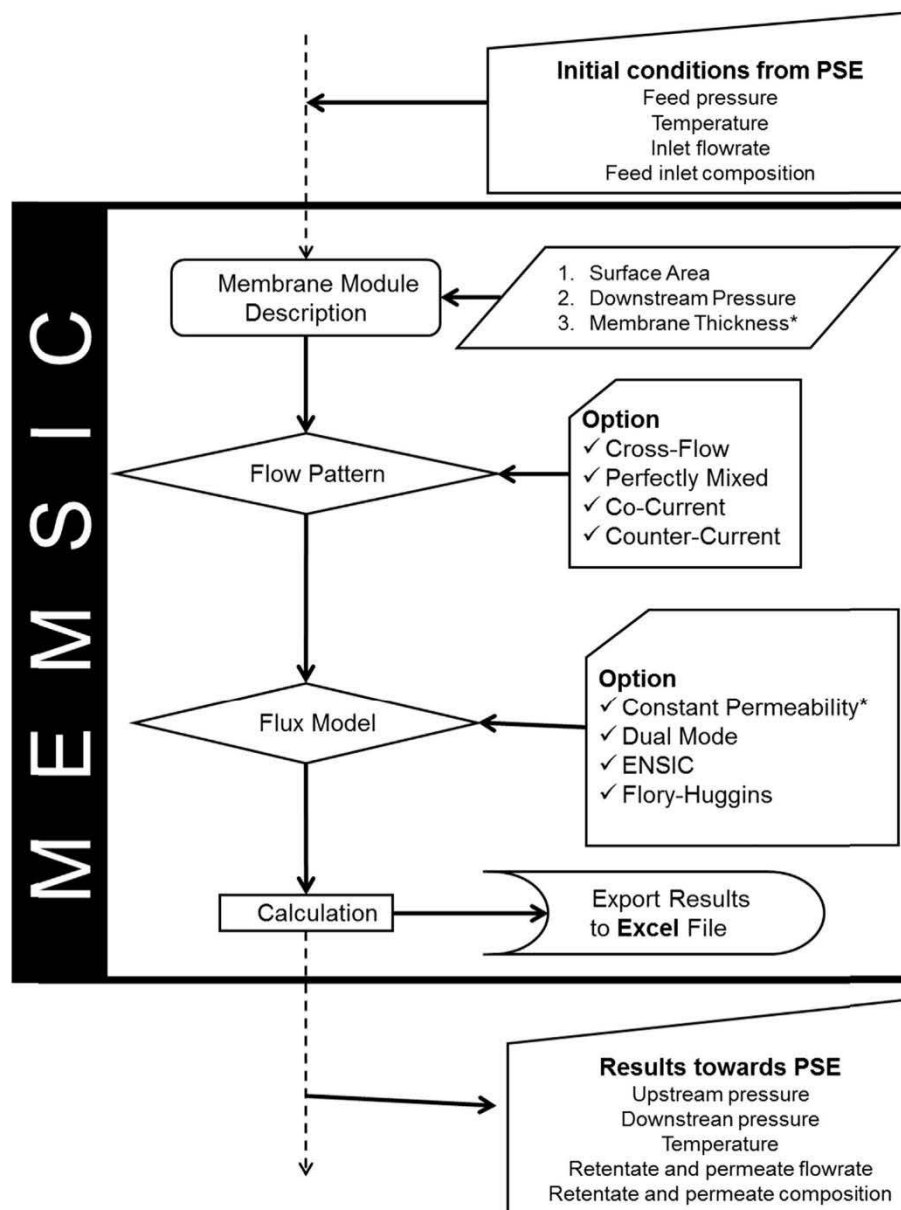 Initial conditions from PSE
Feed pressure
Temperature
Inlet flowrate
Feed inlet composition
MEMSIC
Membrane Module
Description
1. Surface Area
2. Downstream Pressure
3. Membrane Thickness*
Flow Pattern
Option
✓ Cross-Flow
✓ Perfectly Mixed
✓ Co-Current
✓ Counter-Current
Flux Model
Option
✓ Constant Permeability*
✓ Dual Mode
✓ ENSIC
✓ Flory-Huggins
Calculation
Export Results
to Excel File
Results towards PSE
Upstream pressure
Downstrean pressure
Temperature
Retentate and permeate flowrate
Retentate and permeate composition